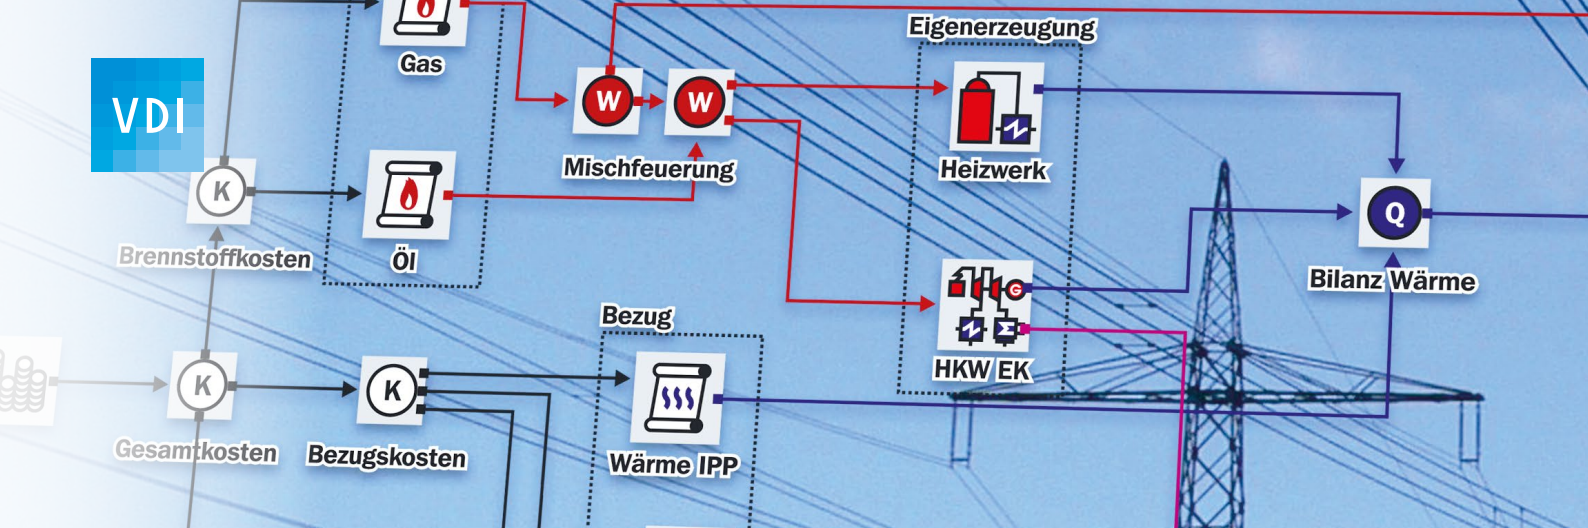 Eigenerzeugung
Gas
VDI
W
W
Mischfeuerung
Heizwerk
K
Q
Brennstoffkosten
Öl
Bilanz Wärme
G
Σ
Bezug
HKW EK
K
K
Gesamtkosten
Bezugskosten
Wärme IPP